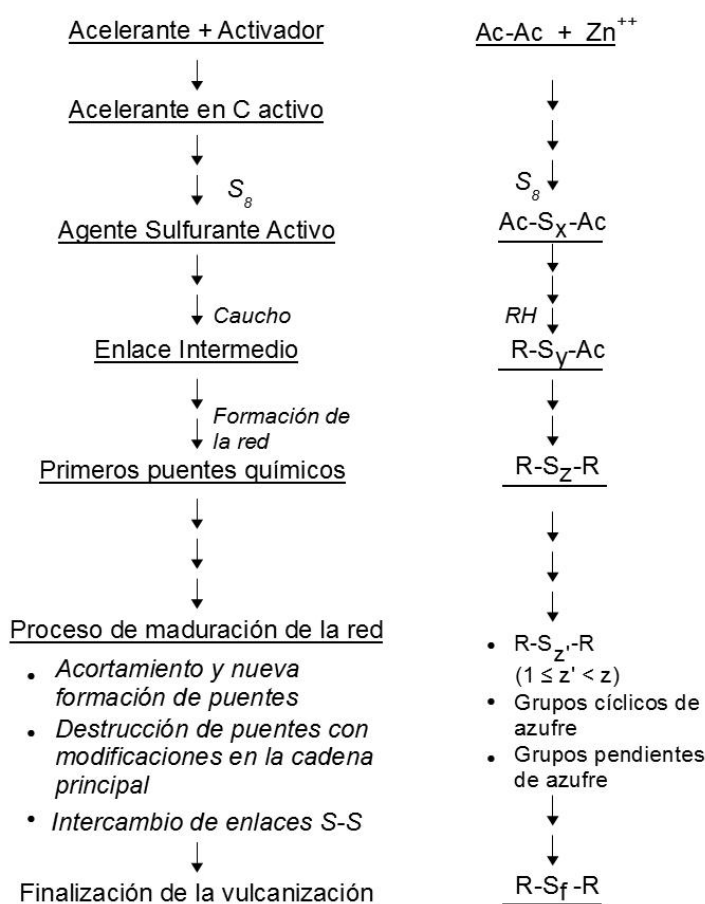 Acelerante + Activador
Acelerante en C activo
S8
Agente Sulfurante Activo
Caucho
Enlace Intermedio
Formación de
la red
Primeros puentes químicos
Proceso de maduración de la red
• Acortamiento y nueva
formación de puentes
• Destrucción de puentes con
modificaciones en la cadena
principal
• Intercambio de enlaces S-S
Finalización de la vulcanización
Ac-Ac + Zn++
S8
Ac-Sx-Ac
RH
R-Sy-Ac
R-Sz-R
• R-Sz'-R
(1 ≤ z' < z)
• Grupos cíclicos de
azufre
• Grupos pendientes
de azufre
R-Sf-R